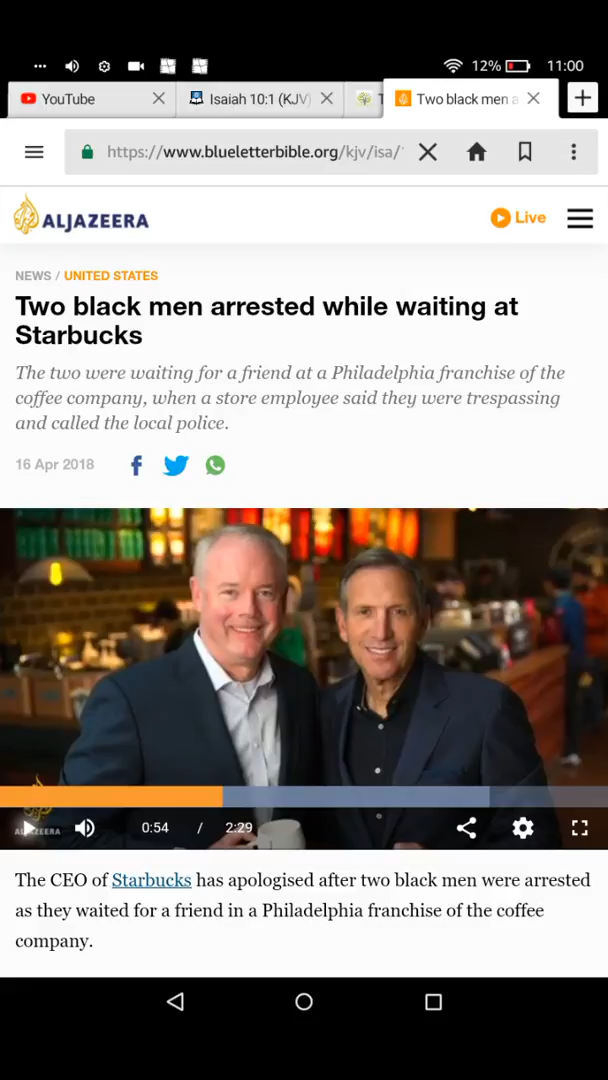 12% 11:00
YouTube
Isaiah 10:1 (KJV)
Two black men a
https://www.blueletterbible.org/kjv/isa/
ALJAZEERA
Live
NEWS / UNITED STATES
Two black men arrested while waiting at
Starbucks
The two were waiting for a friend at a Philadelphia franchise of the
coffee company, when a store employee said they were trespassing
and called the local police.
16 Apr 2018
ALJAZEERA
0:54 / 2:29
The CEO of Starbucks has apologised after two black men were arrested
as they waited for a friend in a Philadelphia franchise of the coffee
company.